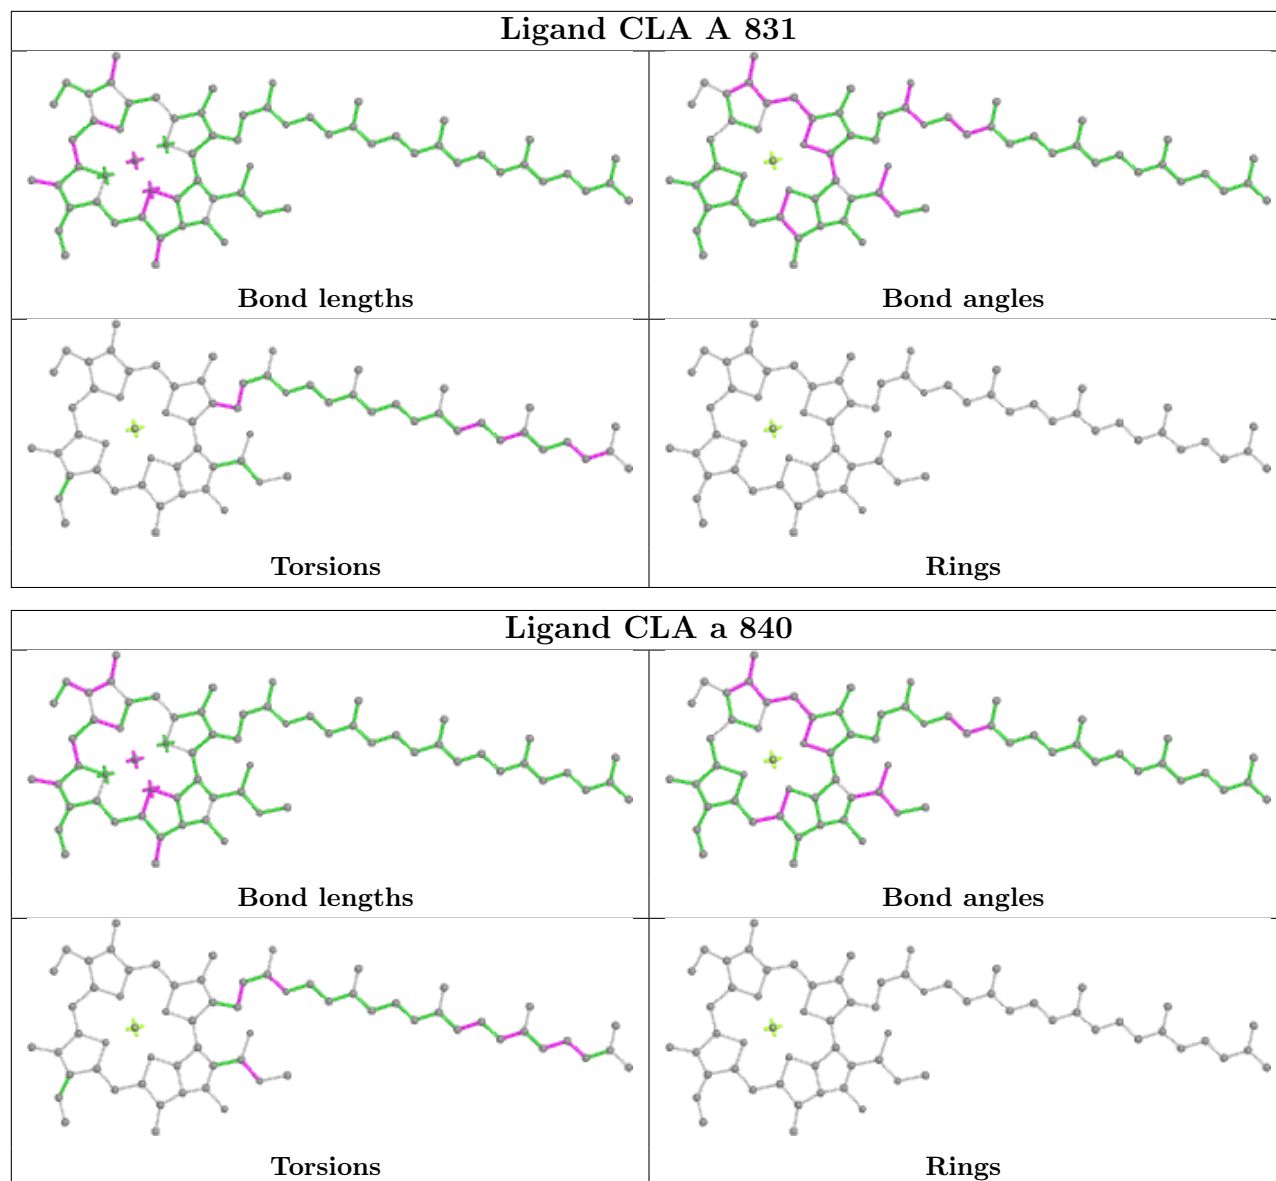 Ligand CLA A 831
Bond lengths
Bond angles
Torsions
Rings
Ligand CLA a 840
Bond lengths
Bond angles
Torsions
Rings